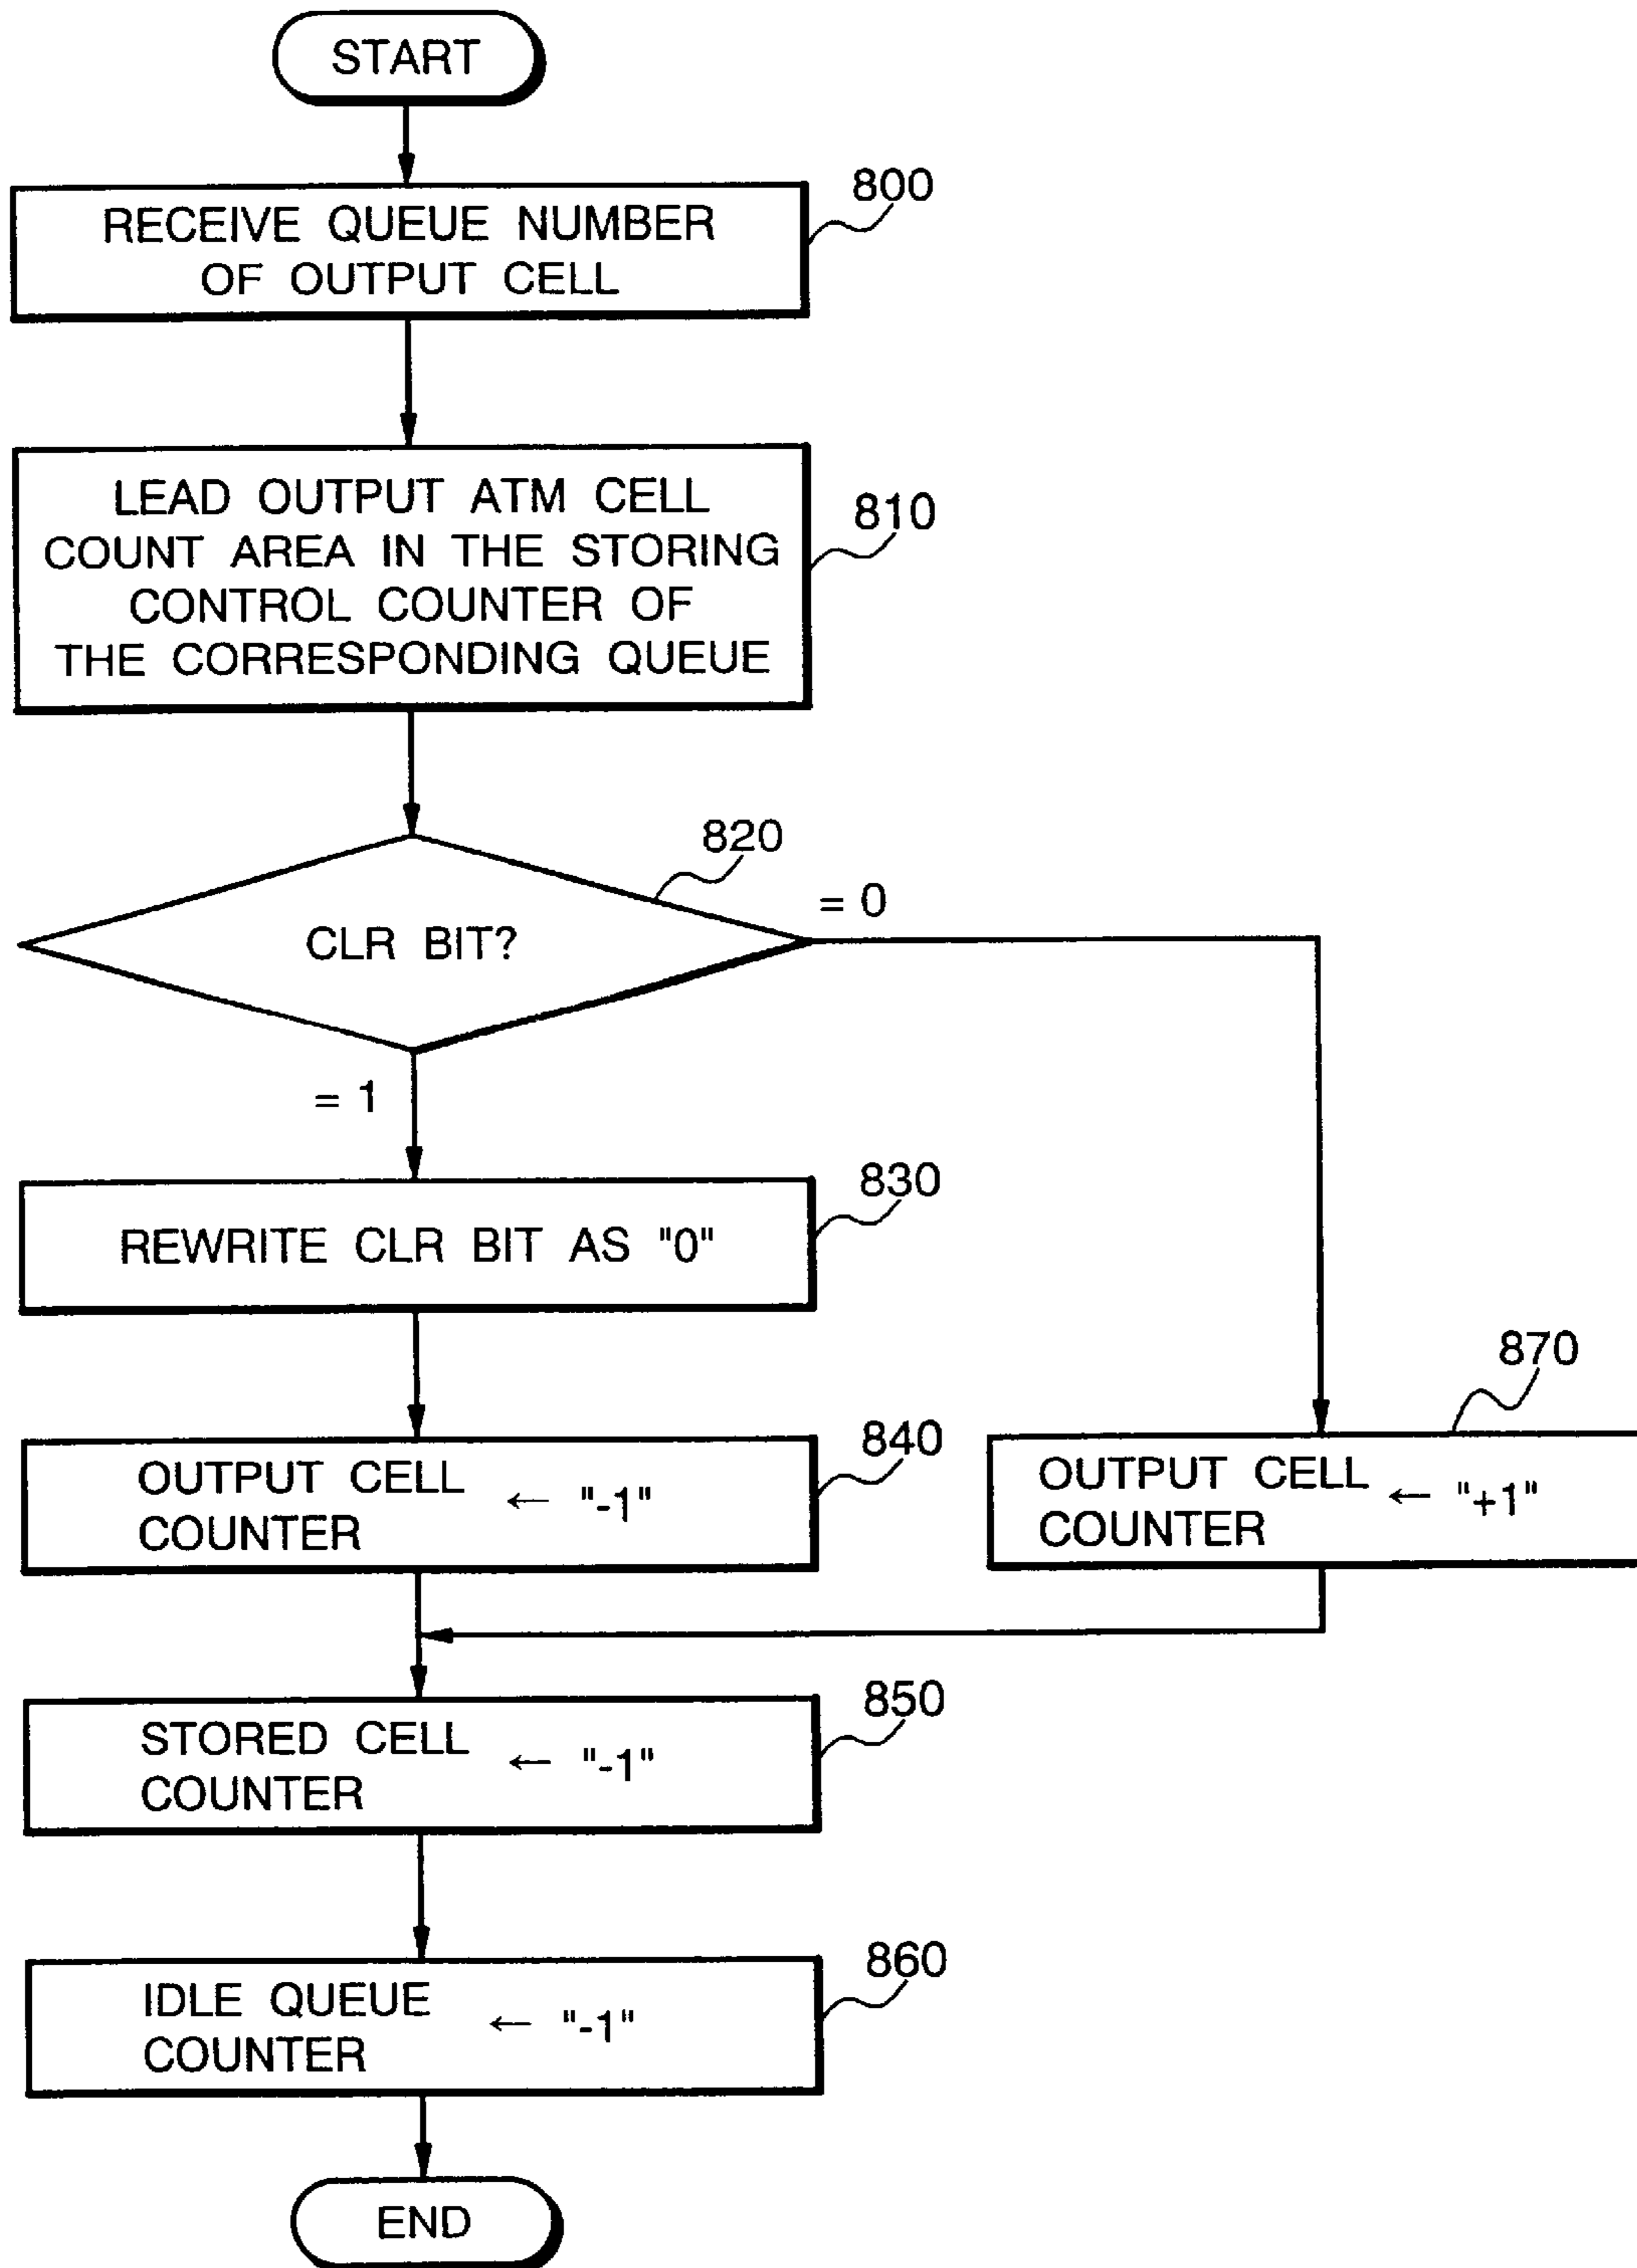 START
800
RECEIVE QUEUE NUMBER
OF OUTPUT CELL
810
LEAD OUTPUT ATM CELL
COUNT AREA IN THE STORING
CONTROL COUNTER OF
THE CORRESPONDING QUEUE
820
= 0
CLR BIT?
= 1
830
REWRITE CLR BIT AS "0"
840
OUTPUT CELL
COUNTER ← "-1"
870
OUTPUT CELL
COUNTER ← "+1"
850
STORED CELL
COUNTER ← "-1"
860
IDLE QUEUE
COUNTER ← "-1"
END